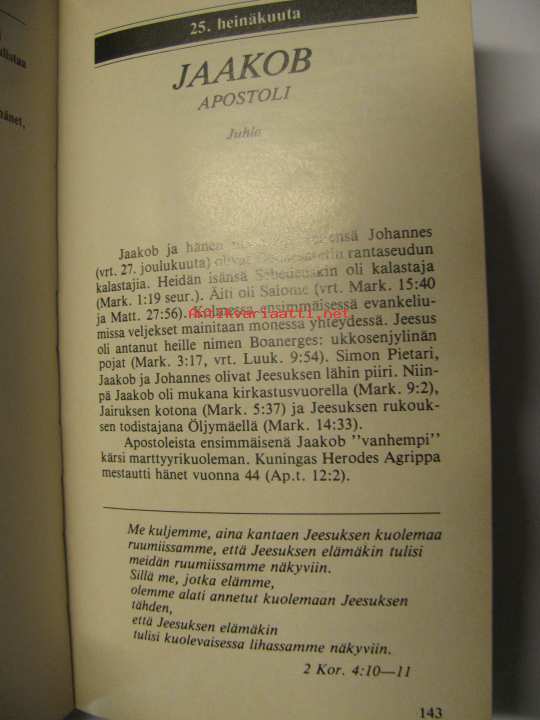 listaa
hänet,
25. heinäkuuta
JAAKOB
APOSTOLI
Juhla
Jaakob ja hänen veljensä Johannes
(vrt. 27. joulukuuta) olivat rantaseudun
kalastajia. Heidän isänsä Sebedeuskin oli kalastaja
(Mark. 1:19 seur.). Äiti oli Salome (vrt. Mark. 15:40
ja Matt. 27:56). Kolmessa ensimmäisessä evankeliu-
antikvariaatti.net
missa veljekset mainitaan monessa yhteydessä. Jeesus
oli antanut heille nimen Boanerges: ukkosenjylinän
pojat (Mark. 3:17, vrt. Luuk. 9:54). Simon Pietari,
Jaakob ja Johannes olivat Jeesuksen lähin piiri. Niin-
pä Jaakob oli mukana kirkastusvuorella (Mark. 9:2),
Jairuksen kotona (Mark. 5:37) ja Jeesuksen rukouk-
sen todistajana Öljymäellä (Mark. 14:33).
Apostoleista ensimmäisenä Jaakob "vanhempi"
kärsi marttyyrikuoleman. Kuningas Herodes Agrippa
mestautti hänet vuonna 44 (Ap.t. 12:2).
Me kuljemme, aina kantaen Jeesuksen kuolemaa
ruumiissamme, että Jeesuksen elämäkin tulisi
meidän ruumiissamme näkyviin.
Sillä me, jotka elämme,
olemme alati annetut kuolemaan Jeesuksen
tähden,
että Jeesuksen elämäkin
tulisi kuolevaisessa lihassamme näkyviin.
2 Kor. 4:10—11
143